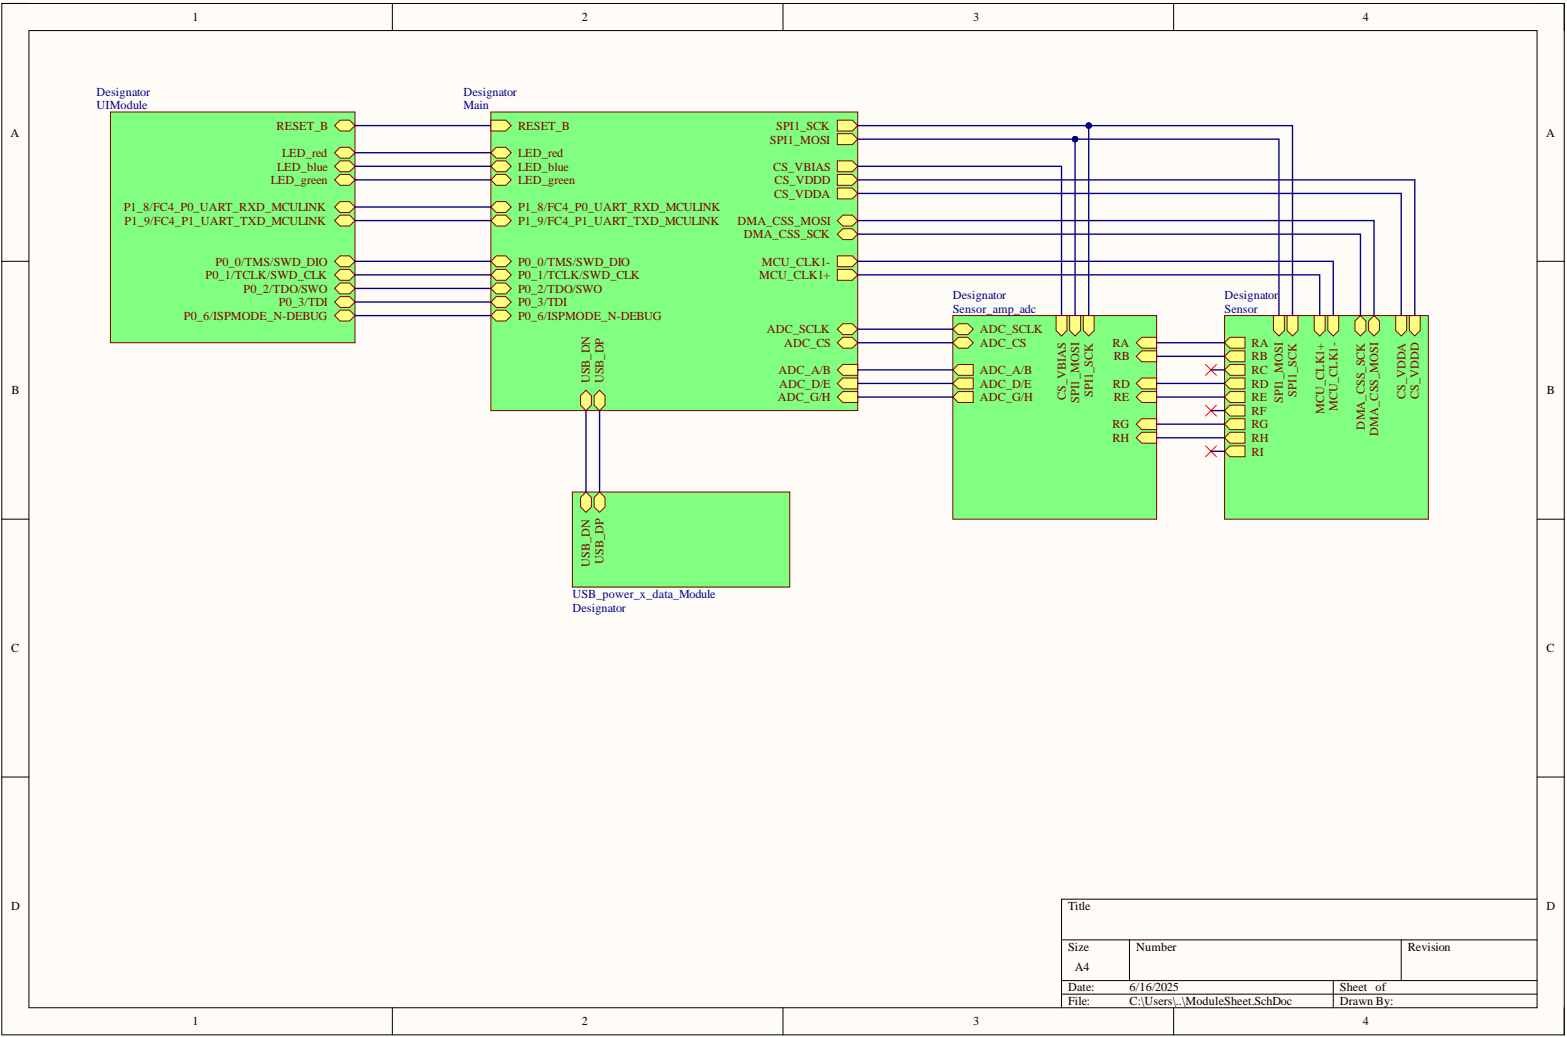 1 2 3 4
A A
B B
C C
D D
Designator
UIModule
RESET_B
LED_red
LED_blue
LED_green
P1_8/FC4_P0_UART_RXD_MCULINK
P1_9/FC4_P1_UART_TXD_MCULINK
P0_0/TMS/SWD_DIO
P0_1/TCLK/SWD_CLK
P0_2/TDO/SWO
P0_3/TDI
P0_6/ISPMODE_N-DEBUG
Designator
Main
RESET_B
LED_red
LED_blue
LED_green
P1_8/FC4_P0_UART_RXD_MCULINK
P1_9/FC4_P1_UART_TXD_MCULINK
P0_0/TMS/SWD_DIO
P0_1/TCLK/SWD_CLK
P0_2/TDO/SWO
P0_3/TDI
P0_6/ISPMODE_N-DEBUG
USB_DN
USB_DP
SPI1_SCK
SPI1_MOSI
CS_VBIAS
CS_VDDD
CS_VDDA
DMA_CSS_MOSI
DMA_CSS_SCK
MCU_CLK1-
MCU_CLK1+
ADC_SCLK
ADC_CS
ADC_A/B
ADC_D/E
ADC_G/H
Designator
Sensor_amp_adc
ADC_SCLK
ADC_CS
ADC_A/B
ADC_D/E
ADC_G/H
CS_VBIAS
SPI1_MOSI
SPI1_SCK
RA
RB
RD
RE
RG
RH
Designator
Sensor
RA
RB
RC
RD
RE
RF
RG
RH
RI
SPI1_MOSI
SPI1_SCK
MCU_CLK1+
MCU_CLK1-
DMA_CSS_SCK
DMA_CSS_MOSI
CS_VDDA
CS_VDDD
USB_DN
USB_DP
USB_power_x_data_Module
Designator
Title
Size Number Revision
A4
Date: 6/16/2025 Sheet of
File: C:\Users\..\ModuleSheet.SchDoc Drawn By:
1 2 3 4